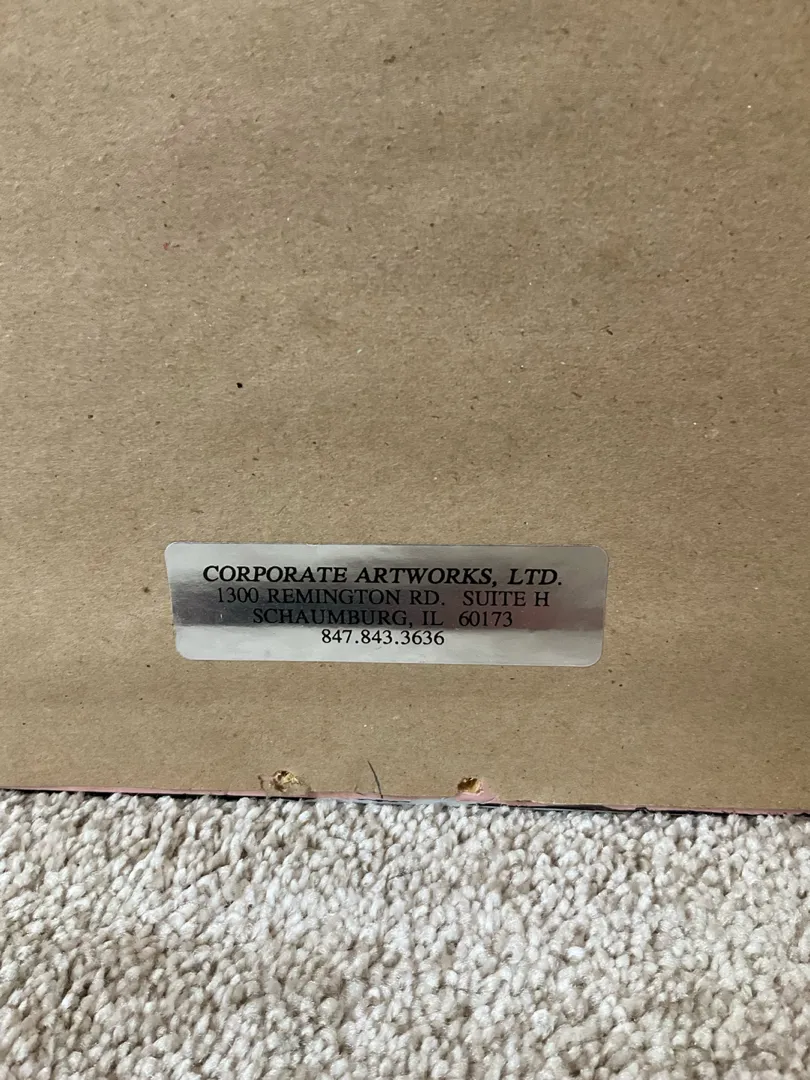 CORPORATE ARTWORKS, LTD.
1300 REMINGTON RD. SUITE H
SCHAUMBURG, IL 60173
847.843.3636